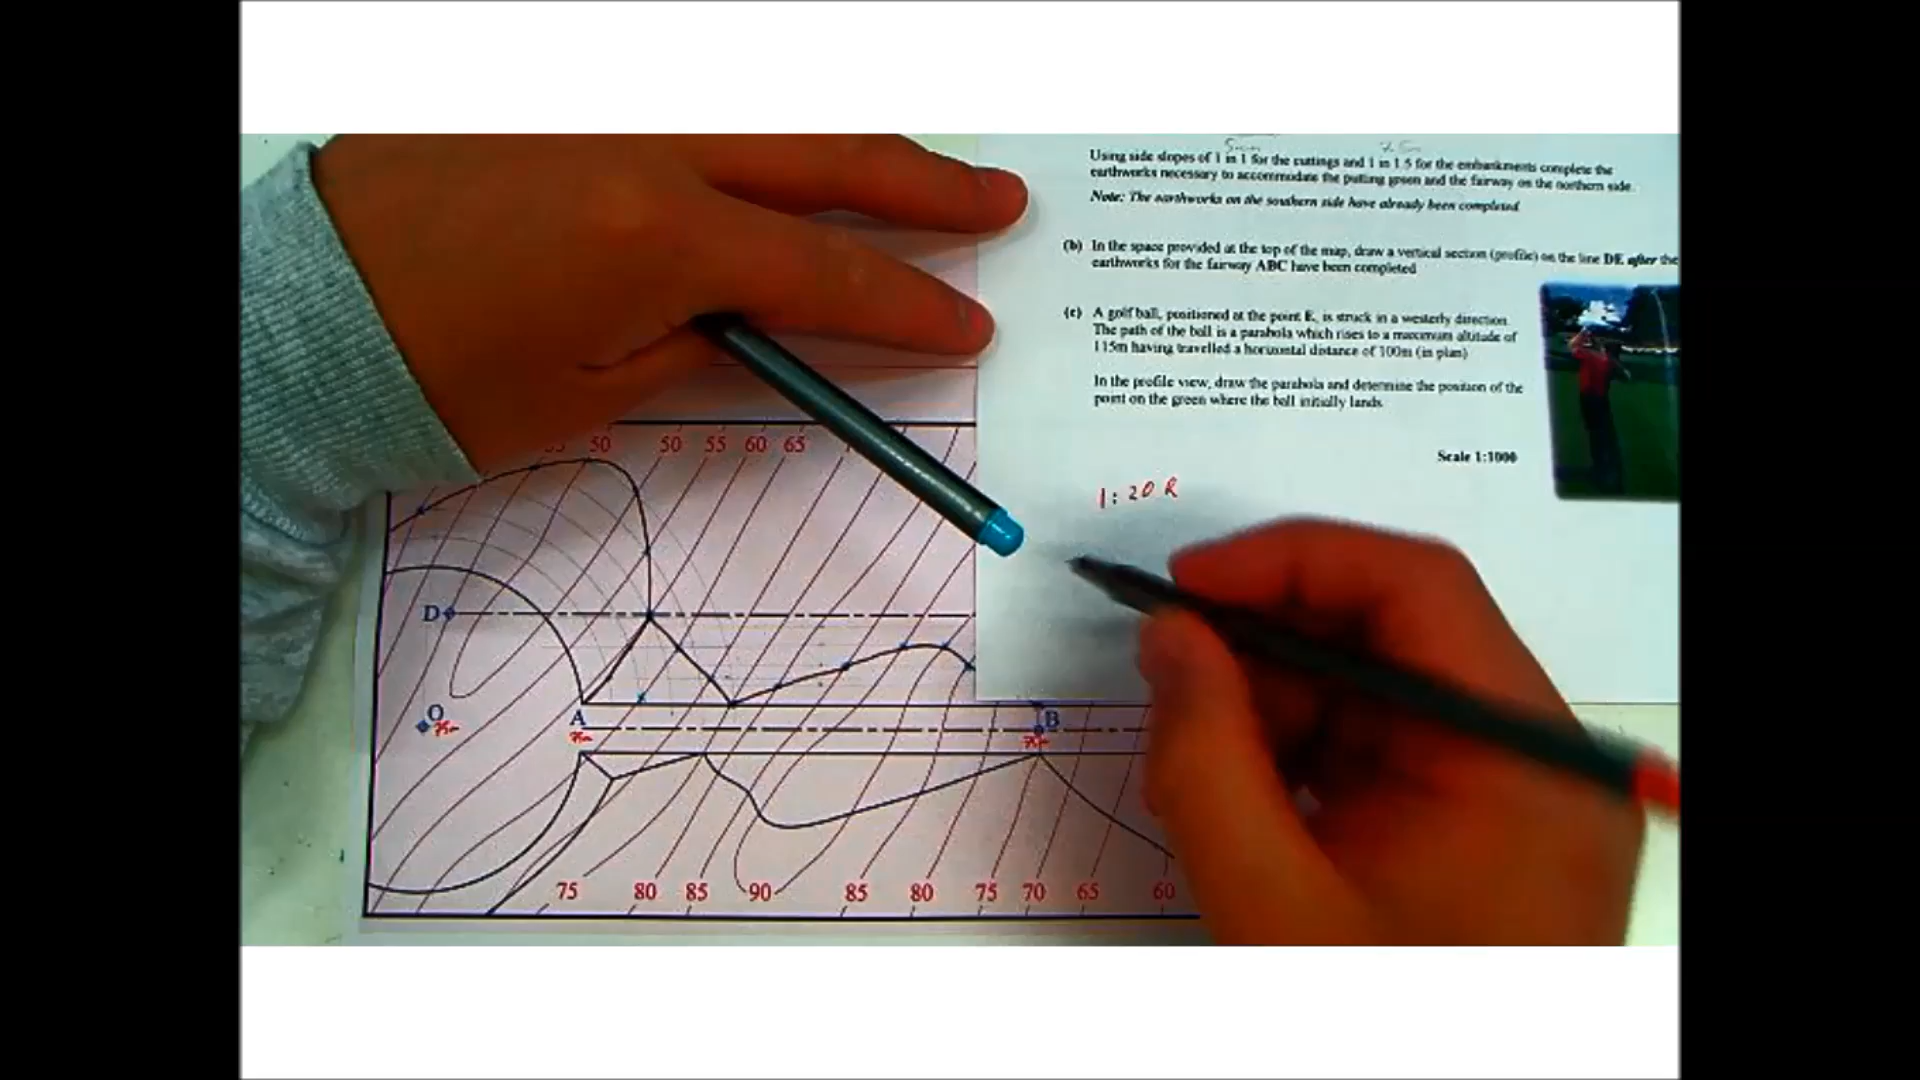 5mm 7.5m
Using side slopes of 1 in 1 for the cuttings and 1 in 1.5 for the embankments complete the
earthworks necessary to accommodate the putting green and the fairway on the northern side.
Note: The earthworks on the southern side have already been completed.
(b) In the space provided at the top of the map, draw a vertical section (profile) on the line DE after the
earthworks for the fairway ABC have been completed.
(c) A golf ball, positioned at the point E, is struck in a westerly direction.
The path of the ball is a parabola which rises to a maximum altitude of
115m having travelled a horizontal distance of 100m (in plan)
In the profile view, draw the parabola and determine the position of the
point on the green where the ball initially lands.
Scale 1:1000
1:20 R
50 50 55 60 65
D
O A B
75m 75m 75m
75 80 85 90 85 80 75 70 65 60